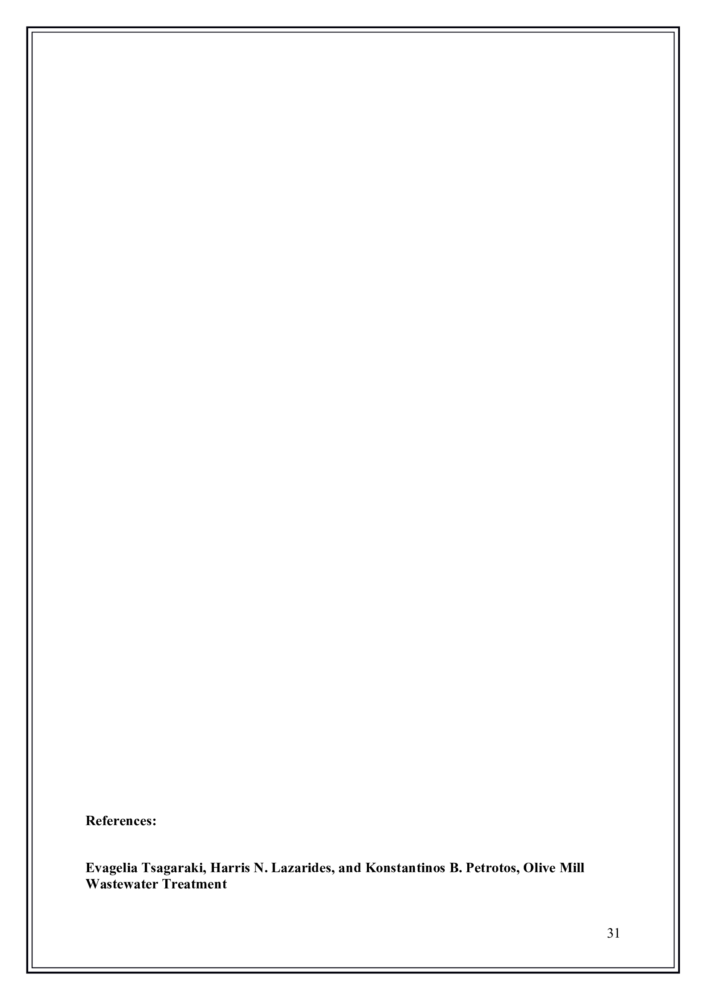 References:
Evagelia Tsagaraki, Harris N. Lazarides, and Konstantinos B. Petrotos, Olive Mill
Wastewater Treatment
31